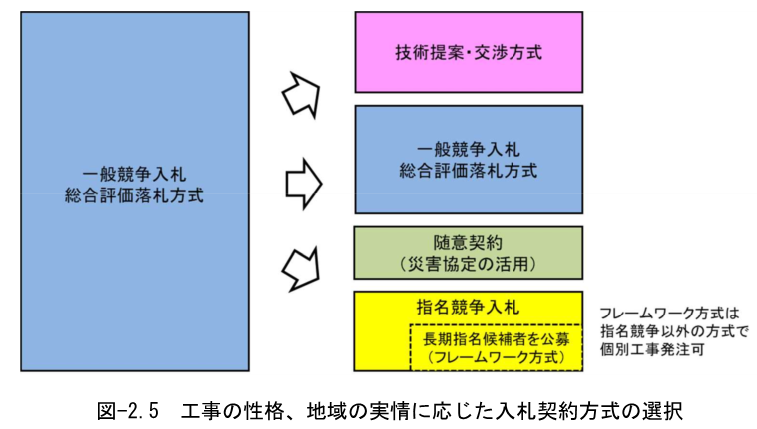 一般競争入札
総合評価落札方式
技術提案・交渉方式
一般競争入札
総合評価落札方式
随意契約
（災害協定の活用）
指名競争入札
長期指名候補者を公募
（フレームワーク方式）
フレームワーク方式は
指名競争以外の方式で
個別工事発注可
図-2.5　工事の性格、地域の実情に応じた入札契約方式の選択